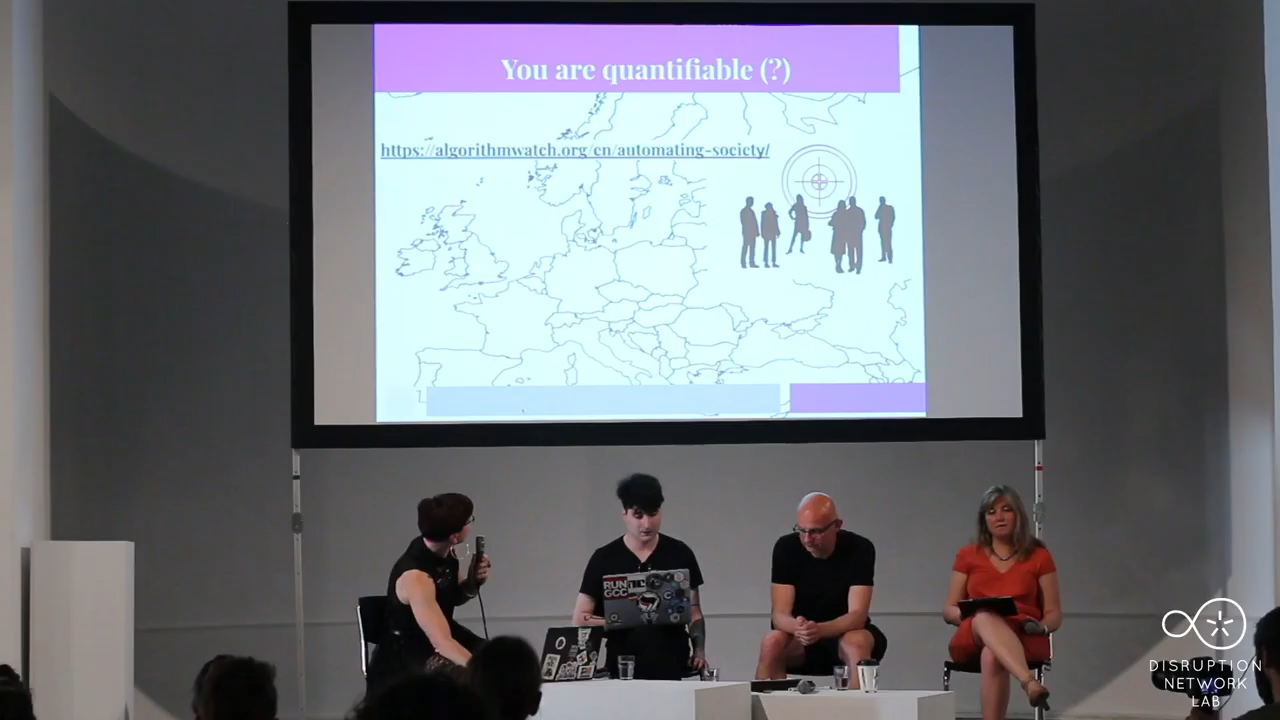 You are quantifiable (?)
https://algorithmwatch.org/en/automating-society/
RUN
GCC
DISRUPTION
NETWORK
LAB